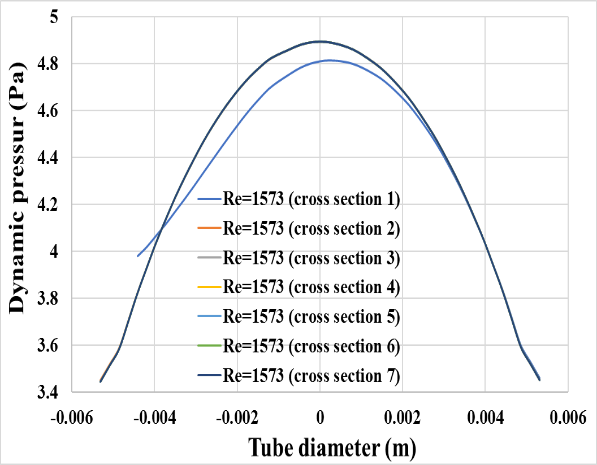 5
4.8
4.6
4.4
4.2
4
3.8
3.6
3.4
Dynamic pressur (Pa)
Re=1573 (cross section 1)
Re=1573 (cross section 2)
Re=1573 (cross section 3)
Re=1573 (cross section 4)
Re=1573 (cross section 5)
Re=1573 (cross section 6)
Re=1573 (cross section 7)
-0.006 -0.004 -0.002 0 0.002 0.004 0.006
Tube diameter (m)